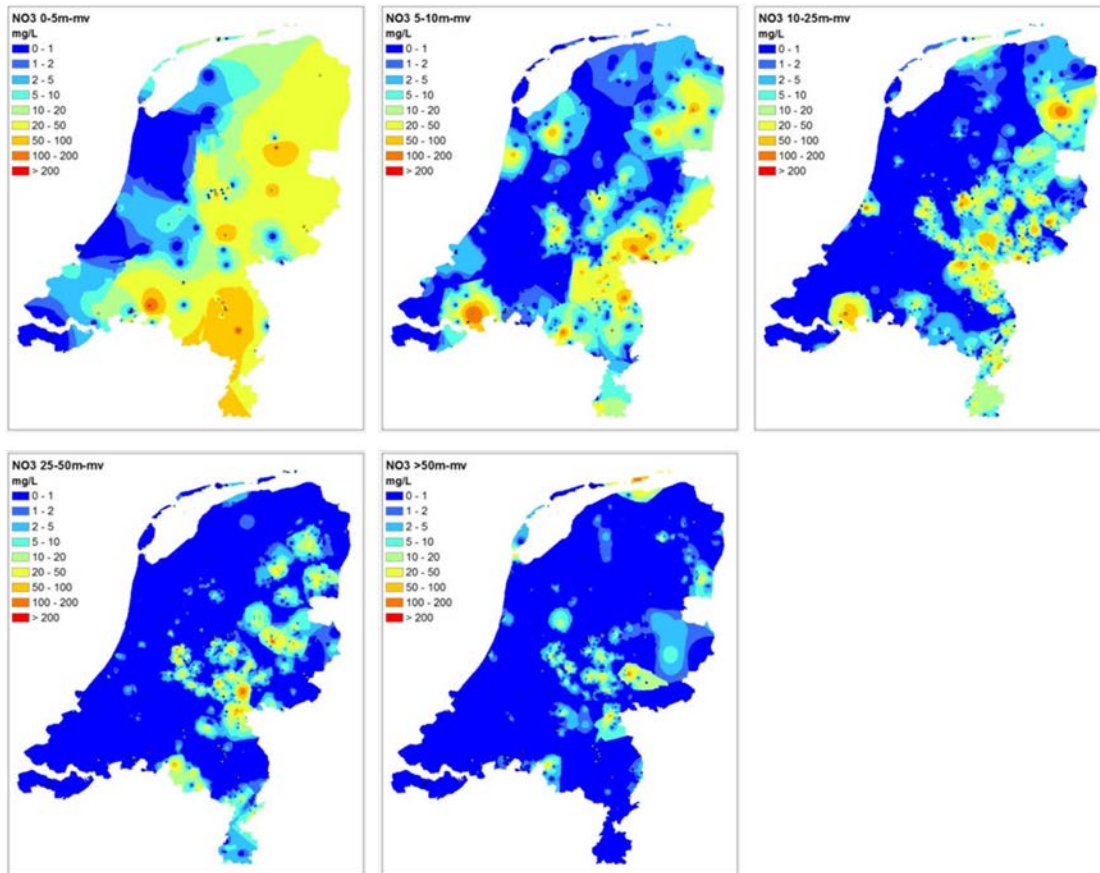 NO3 0-5m-mv
mg/L
0 - 1
1 - 2
2 - 5
5 - 10
10 - 20
20 - 50
50 - 100
100 - 200
> 200
NO3 5-10m-mv
mg/L
0 - 1
1 - 2
2 - 5
5 - 10
10 - 20
20 - 50
50 - 100
100 - 200
> 200
NO3 10-25m-mv
mg/L
0 - 1
1 - 2
2 - 5
5 - 10
10 - 20
20 - 50
50 - 100
100 - 200
> 200
NO3 25-50m-mv
mg/L
0 - 1
1 - 2
2 - 5
5 - 10
10 - 20
20 - 50
50 - 100
100 - 200
> 200
NO3 >50m-mv
mg/L
0 - 1
1 - 2
2 - 5
5 - 10
10 - 20
20 - 50
50 - 100
100 - 200
> 200